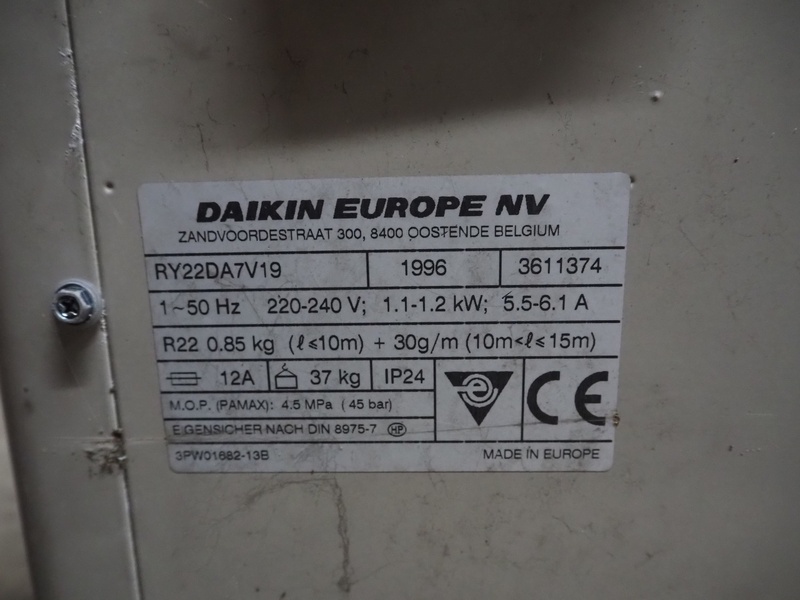 DAIKIN EUROPE NV
ZANDVOORDESTRAAT 300, 8400 OOSTENDE BELGIUM
RY22DA7V19 1996 3611374
1~50 Hz 220-240 V; 1.1-1.2 kW; 5.5-6.1 A
R22 0.85 kg (ℓ≤10m) + 30g/m (10m<ℓ≤15m)
12A 37 kg IP24
M.O.P. (PAMAX): 4.5 MPa (45 bar)
EIGENSICHER NACH DIN 8975-7 HP
e CE
3PW01682-13B MADE IN EUROPE